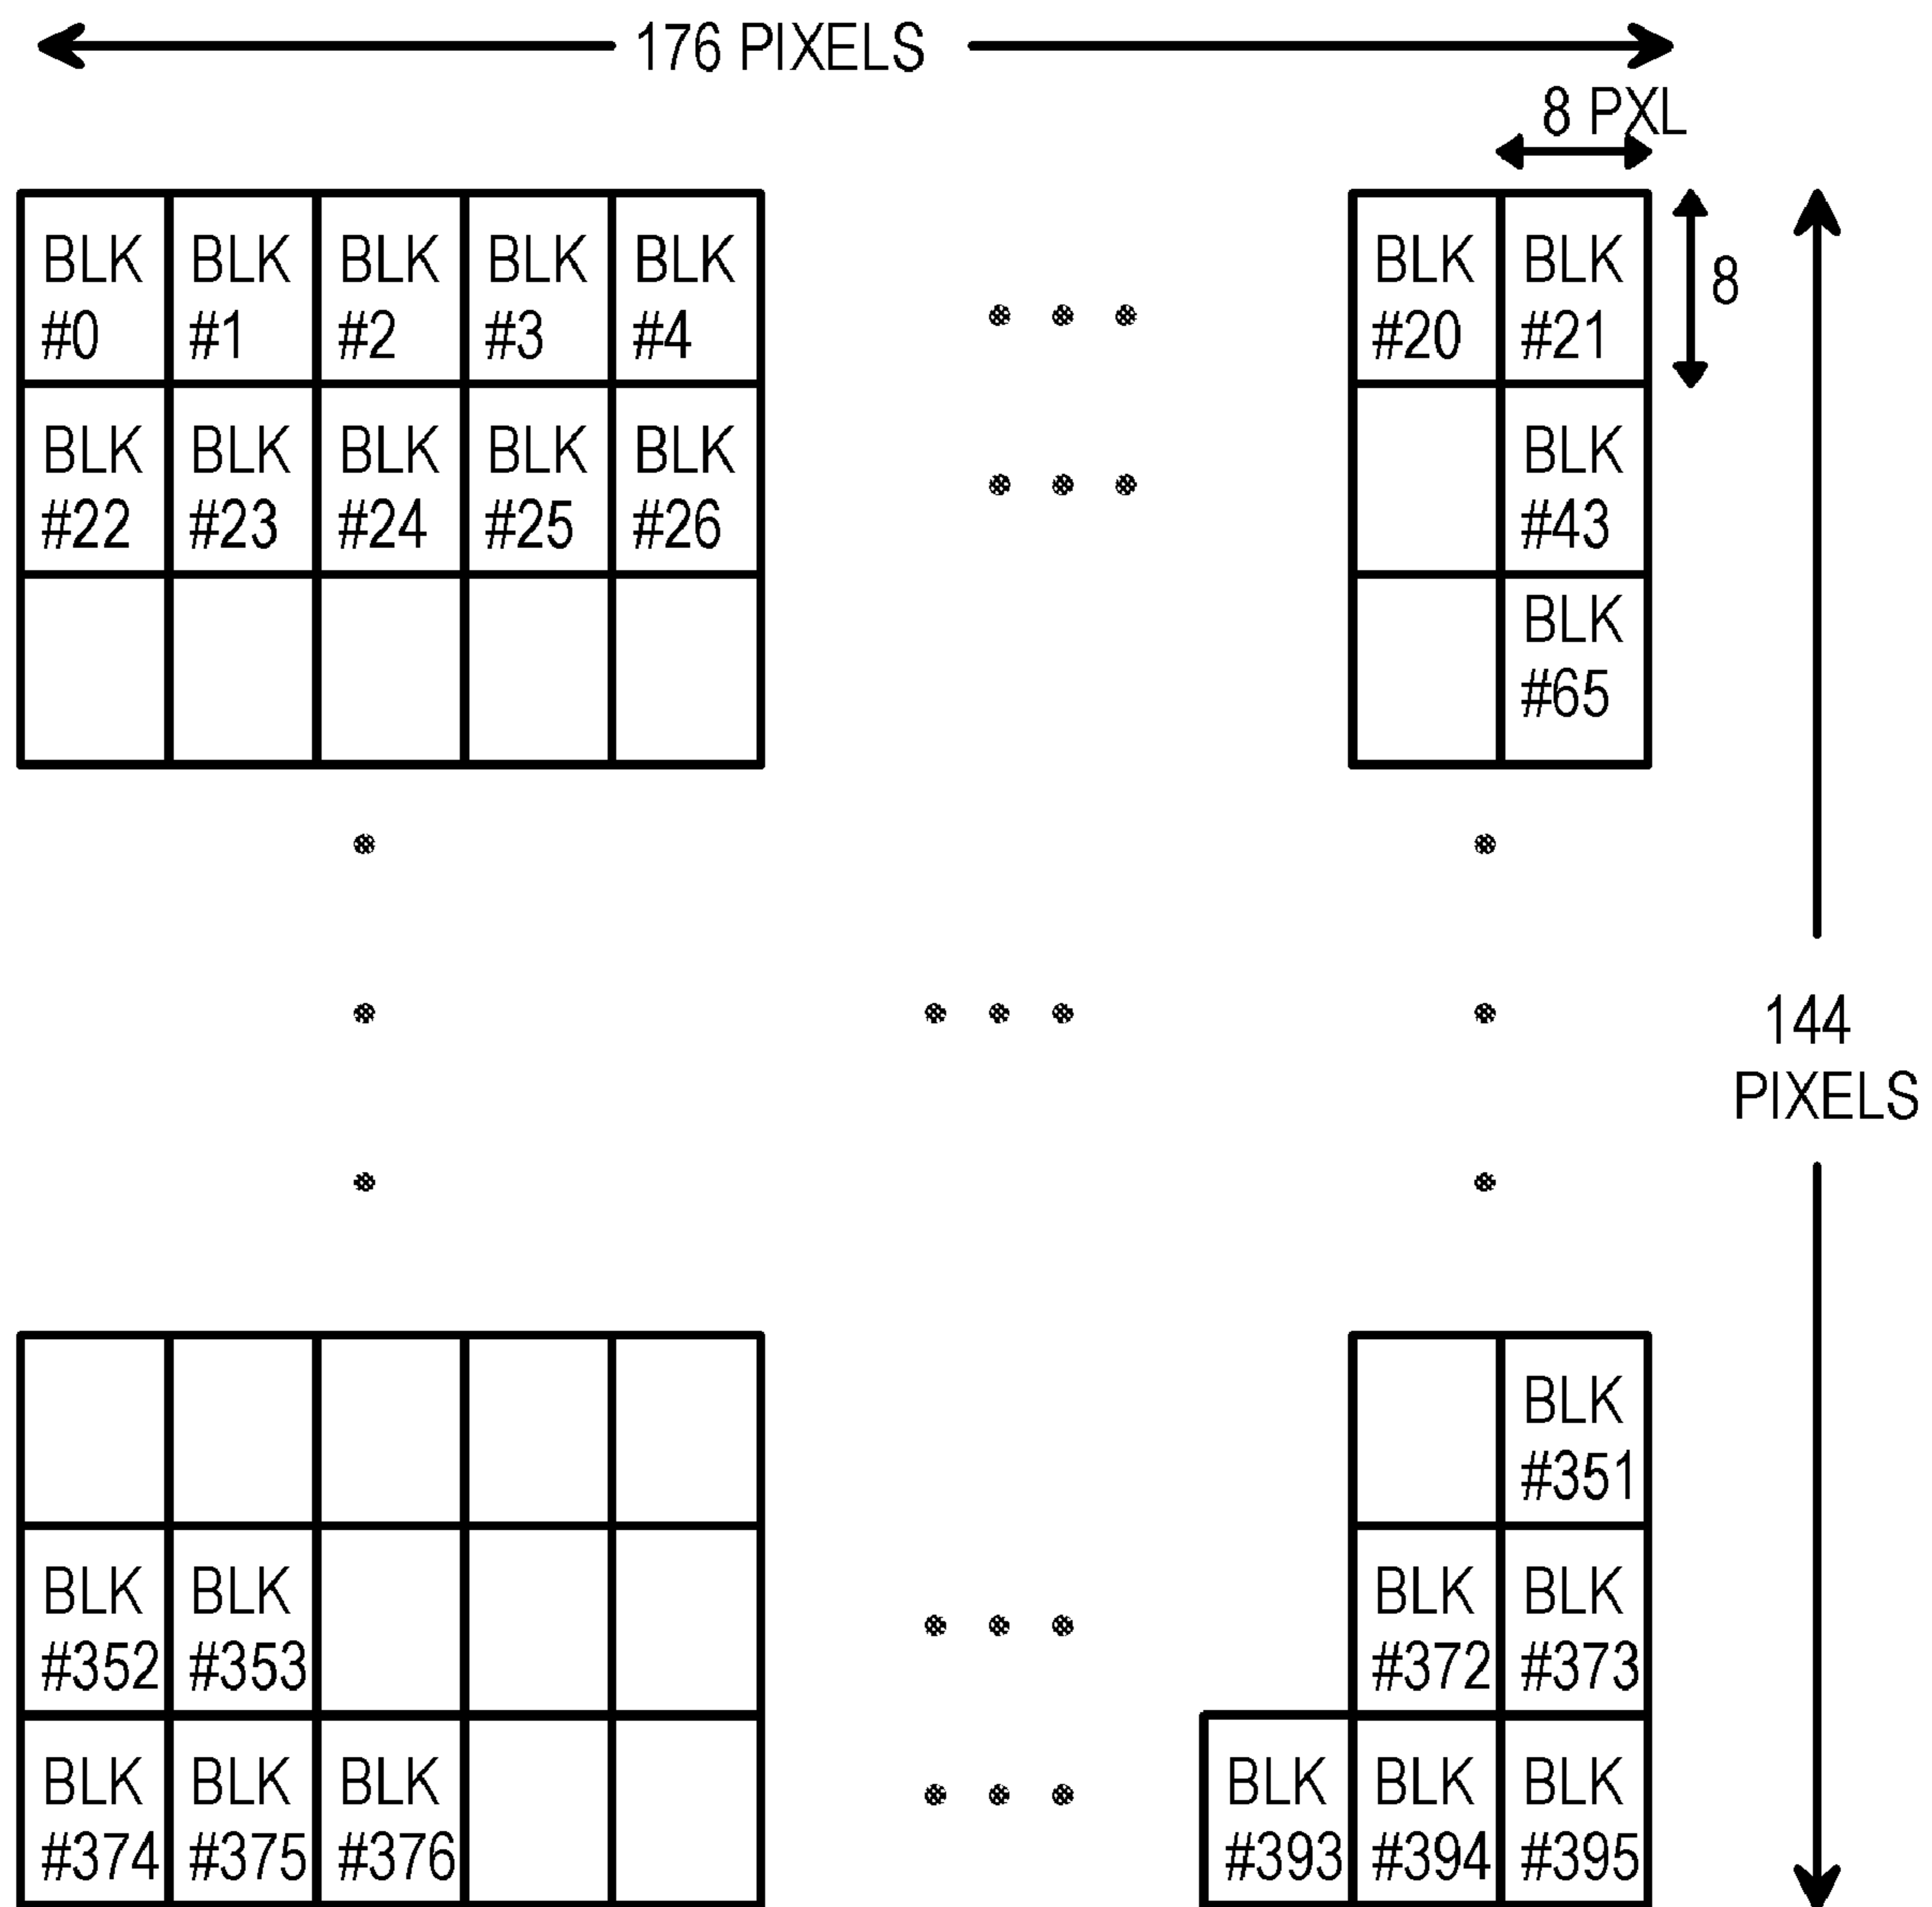 176 PIXELS
8 PXL
BLK BLK BLK BLK BLK BLK BLK
#0 #1 #2 #3 #4 #20 #21
8
BLK BLK BLK BLK BLK BLK
#22 #23 #24 #25 #26 #43
BLK
#65
144
PIXELS
BLK
#351
BLK BLK BLK BLK
#352 #353 #372 #373
BLK BLK BLK BLK BLK BLK
#374 #375 #376 #393 #394 #395